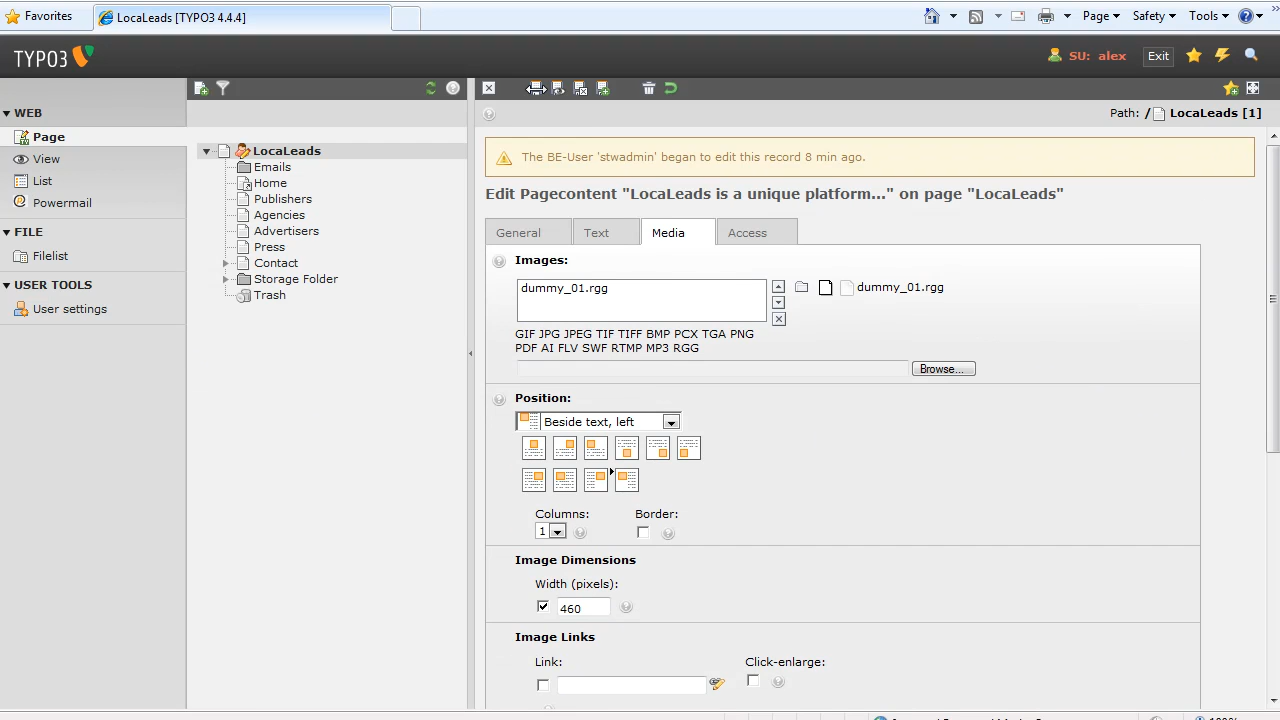 Favorites
LocaLeads [TYPO3 4.4.4]
Page
Safety
Tools
TYPO3
SU: alex
Exit
WEB
Page
View
List
Powermail
FILE
Filelist
USER TOOLS
User settings
LocaLeads
Emails
Home
Publishers
Agencies
Advertisers
Press
Contact
Storage Folder
Trash
Path: / LocaLeads [1]
The BE-User 'stwadmin' began to edit this record 8 min ago.
Edit Pagecontent "LocaLeads is a unique platform..." on page "LocaLeads"
General
Text
Media
Access
Images:
dummy_01.rgg
dummy_01.rgg
GIF JPG JPEG TIF TIFF BMP PCX TGA PNG
PDF AI FLV SWF RTMP MP3 RGG
Browse...
Position:
Beside text, left
Columns:
Border:
1
Image Dimensions
Width (pixels):
460
Image Links
Link:
Click-enlarge: